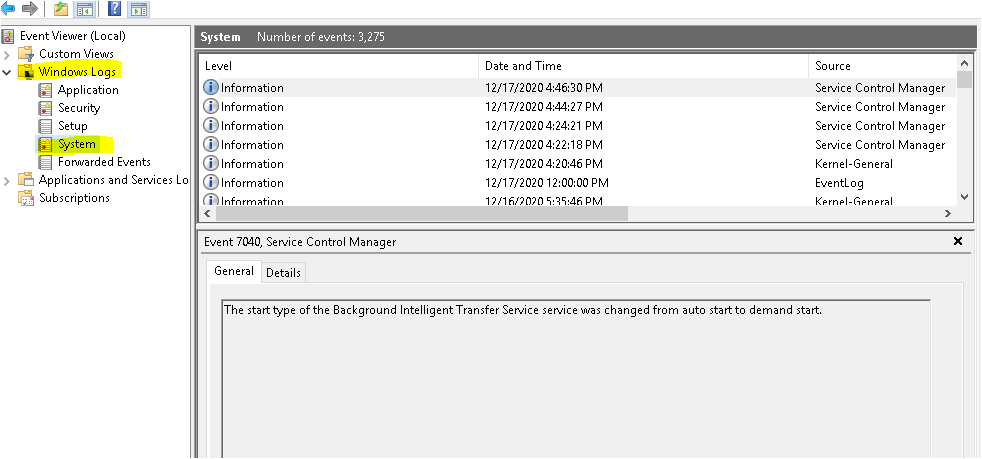 Event Viewer (Local)
Custom Views
Windows Logs
Application
Security
Setup
System
Forwarded Events
Applications and Services Lo
Subscriptions
System Number of events: 3,275
Level Date and Time Source
Information 12/17/2020 4:46:30 PM Service Control Manager
Information 12/17/2020 4:44:27 PM Service Control Manager
Information 12/17/2020 4:24:21 PM Service Control Manager
Information 12/17/2020 4:22:18 PM Service Control Manager
Information 12/17/2020 4:20:46 PM Kernel-General
Information 12/17/2020 12:00:00 PM EventLog
Information 12/16/2020 5:35:46 PM Kernel-General
Event 7040, Service Control Manager
General Details
The start type of the Background Intelligent Transfer Service service was changed from auto start to demand start.